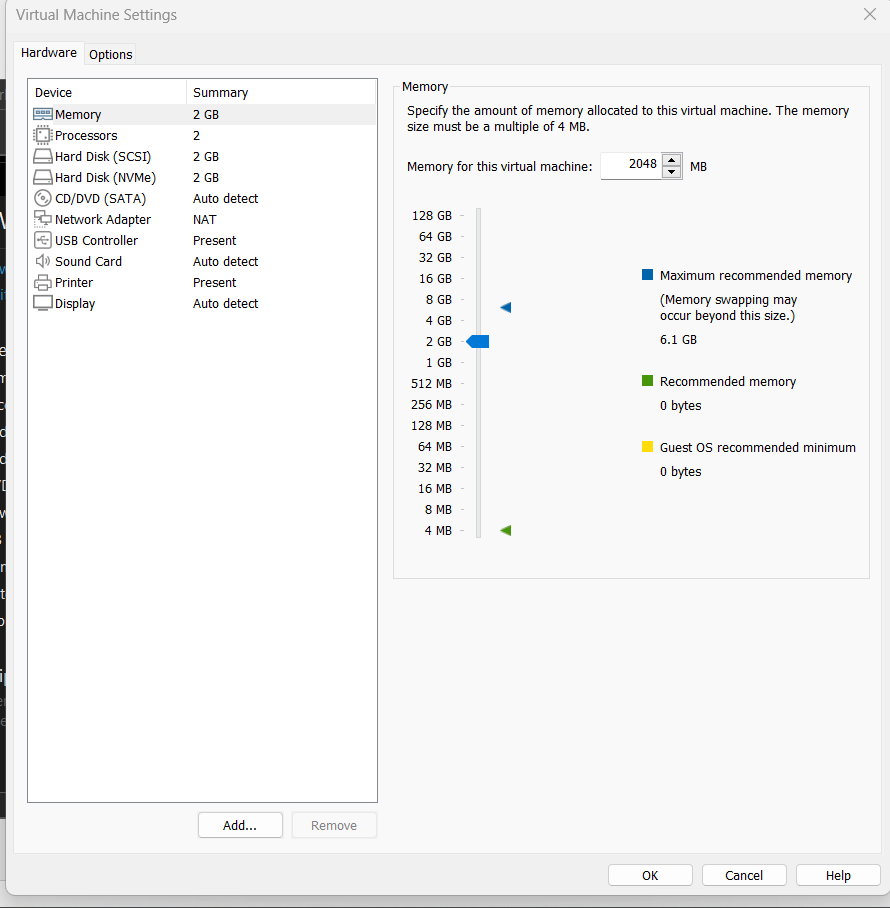 Virtual Machine Settings
Hardware Options
Device Summary
Memory 2 GB
Processors 2
Hard Disk (SCSI) 2 GB
Hard Disk (NVMe) 2 GB
CD/DVD (SATA) Auto detect
Network Adapter NAT
USB Controller Present
Sound Card Auto detect
Printer Present
Display Auto detect
Add...
Remove
Memory
Specify the amount of memory allocated to this virtual machine. The memory
size must be a multiple of 4 MB.
Memory for this virtual machine: 2048 MB
128 GB
64 GB
32 GB
16 GB
8 GB
4 GB
2 GB
1 GB
512 MB
256 MB
128 MB
64 MB
32 MB
16 MB
8 MB
4 MB
Maximum recommended memory
(Memory swapping may
occur beyond this size.)
6.1 GB
Recommended memory
0 bytes
Guest OS recommended minimum
0 bytes
OK
Cancel
Help